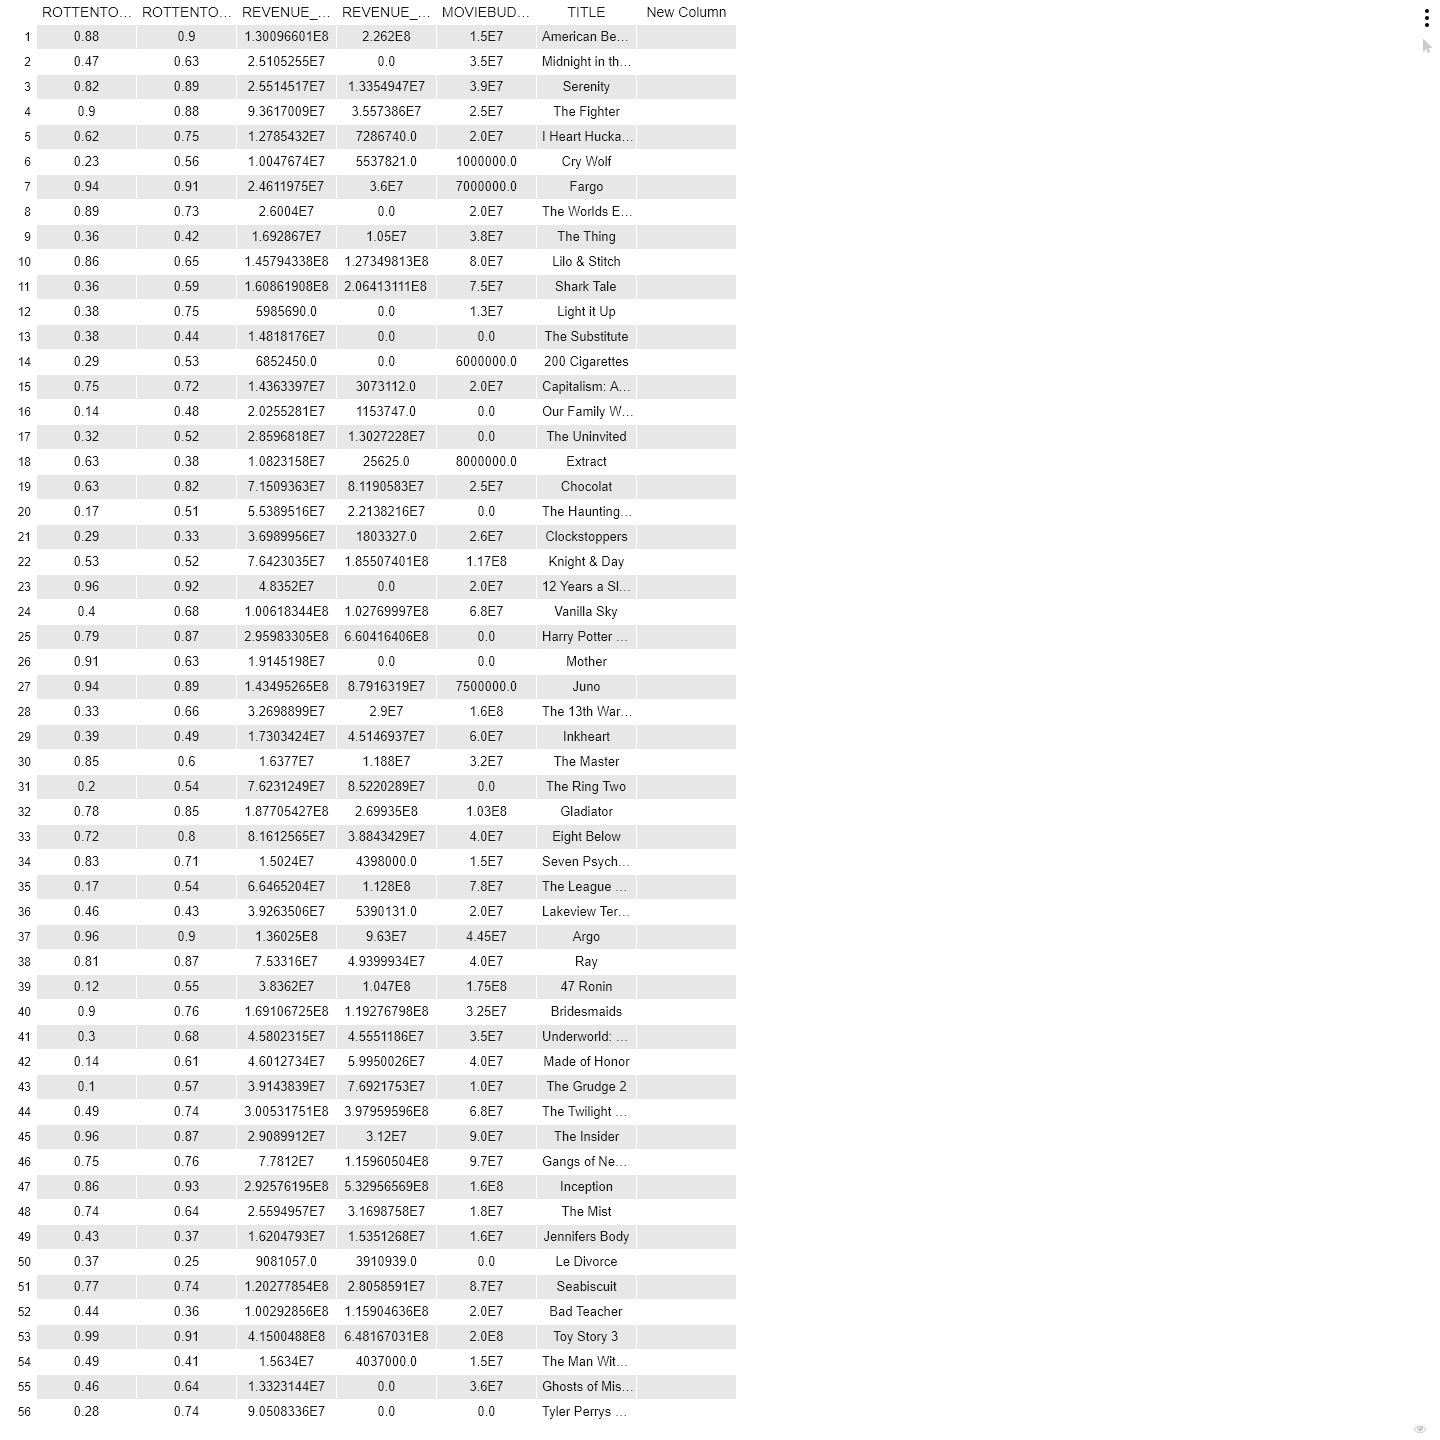 ROTTENTO... ROTTENTO... REVENUE_... REVENUE_... MOVIEBUD... TITLE New Column
1 0.88 0.9 1.30096601E8 2.262E8 1.5E7 American Be...
2 0.47 0.63 2.5105255E7 0.0 3.5E7 Midnight in th...
3 0.82 0.89 2.5514517E7 1.3354947E7 3.9E7 Serenity
4 0.9 0.88 9.3617009E7 3.557386E7 2.5E7 The Fighter
5 0.62 0.75 1.2785432E7 7286740.0 2.0E7 I Heart Hucka...
6 0.23 0.56 1.0047674E7 5537821.0 1000000.0 Cry Wolf
7 0.94 0.91 2.4611975E7 3.6E7 7000000.0 Fargo
8 0.89 0.73 2.6004E7 0.0 2.0E7 The Worlds E...
9 0.36 0.42 1.692867E7 1.05E7 3.8E7 The Thing
10 0.86 0.65 1.45794338E8 1.27349813E8 8.0E7 Lilo & Stitch
11 0.36 0.59 1.60861908E8 2.06413111E8 7.5E7 Shark Tale
12 0.38 0.75 5985690.0 0.0 1.3E7 Light it Up
13 0.38 0.44 1.4818176E7 0.0 0.0 The Substitute
14 0.29 0.53 6852450.0 0.0 6000000.0 200 Cigarettes
15 0.75 0.72 1.4363397E7 3073112.0 2.0E7 Capitalism: A...
16 0.14 0.48 2.0255281E7 1153747.0 0.0 Our Family W...
17 0.32 0.52 2.8596818E7 1.3027228E7 0.0 The Uninvited
18 0.63 0.38 1.0823158E7 25625.0 8000000.0 Extract
19 0.63 0.82 7.1509363E7 8.1190583E7 2.5E7 Chocolat
20 0.17 0.51 5.5389516E7 2.2138216E7 0.0 The Haunting...
21 0.29 0.33 3.6989956E7 1803327.0 2.6E7 Clockstoppers
22 0.53 0.52 7.6423035E7 1.85507401E8 1.17E8 Knight & Day
23 0.96 0.92 4.8352E7 0.0 2.0E7 12 Years a Sl...
24 0.4 0.68 1.00618344E8 1.02769997E8 6.8E7 Vanilla Sky
25 0.79 0.87 2.95983305E8 6.60416406E8 0.0 Harry Potter ...
26 0.91 0.63 1.9145198E7 0.0 0.0 Mother
27 0.94 0.89 1.43495265E8 8.7916319E7 7500000.0 Juno
28 0.33 0.66 3.2698899E7 2.9E7 1.6E8 The 13th War...
29 0.39 0.49 1.7303424E7 4.5146937E7 6.0E7 Inkheart
30 0.85 0.6 1.6377E7 1.188E7 3.2E7 The Master
31 0.2 0.54 7.6231249E7 8.5220289E7 0.0 The Ring Two
32 0.78 0.85 1.87705427E8 2.69935E8 1.03E8 Gladiator
33 0.72 0.8 8.1612565E7 3.8843429E7 4.0E7 Eight Below
34 0.83 0.71 1.5024E7 4398000.0 1.5E7 Seven Psych...
35 0.17 0.54 6.6465204E7 1.128E8 7.8E7 The League ...
36 0.46 0.43 3.9263506E7 5390131.0 2.0E7 Lakeview Ter...
37 0.96 0.9 1.36025E8 9.63E7 4.45E7 Argo
38 0.81 0.87 7.53316E7 4.9399934E7 4.0E7 Ray
39 0.12 0.55 3.8362E7 1.047E8 1.75E8 47 Ronin
40 0.9 0.76 1.69106725E8 1.19276798E8 3.25E7 Bridesmaids
41 0.3 0.68 4.5802315E7 4.5551186E7 3.5E7 Underworld: ...
42 0.14 0.61 4.6012734E7 5.9950026E7 4.0E7 Made of Honor
43 0.1 0.57 3.9143839E7 7.6921753E7 1.0E7 The Grudge 2
44 0.49 0.74 3.00531751E8 3.97959596E8 6.8E7 The Twilight ...
45 0.96 0.87 2.9089912E7 3.12E7 9.0E7 The Insider
46 0.75 0.76 7.7812E7 1.15960504E8 9.7E7 Gangs of Ne...
47 0.86 0.93 2.92576195E8 5.32956569E8 1.6E8 Inception
48 0.74 0.64 2.5594957E7 3.1698758E7 1.8E7 The Mist
49 0.43 0.37 1.6204793E7 1.5351268E7 1.6E7 Jennifers Body
50 0.37 0.25 9081057.0 3910939.0 0.0 Le Divorce
51 0.77 0.74 1.20277854E8 2.8058591E7 8.7E7 Seabiscuit
52 0.44 0.36 1.00292856E8 1.15904636E8 2.0E7 Bad Teacher
53 0.99 0.91 4.1500488E8 6.48167031E8 2.0E8 Toy Story 3
54 0.49 0.41 1.5634E7 4037000.0 1.5E7 The Man Wit...
55 0.46 0.64 1.3323144E7 0.0 3.6E7 Ghosts of Mis...
56 0.28 0.74 9.0508336E7 0.0 0.0 Tyler Perrys ...